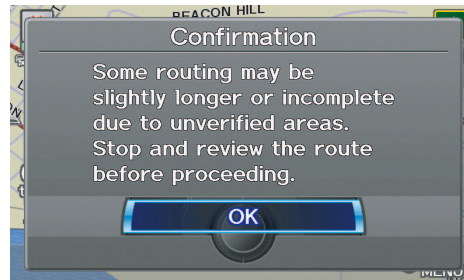 BEACON HILL
Confirmation
Some routing may be
slightly longer or incomplete
due to unverified areas.
Stop and review the route
before proceeding.
OK
MENU